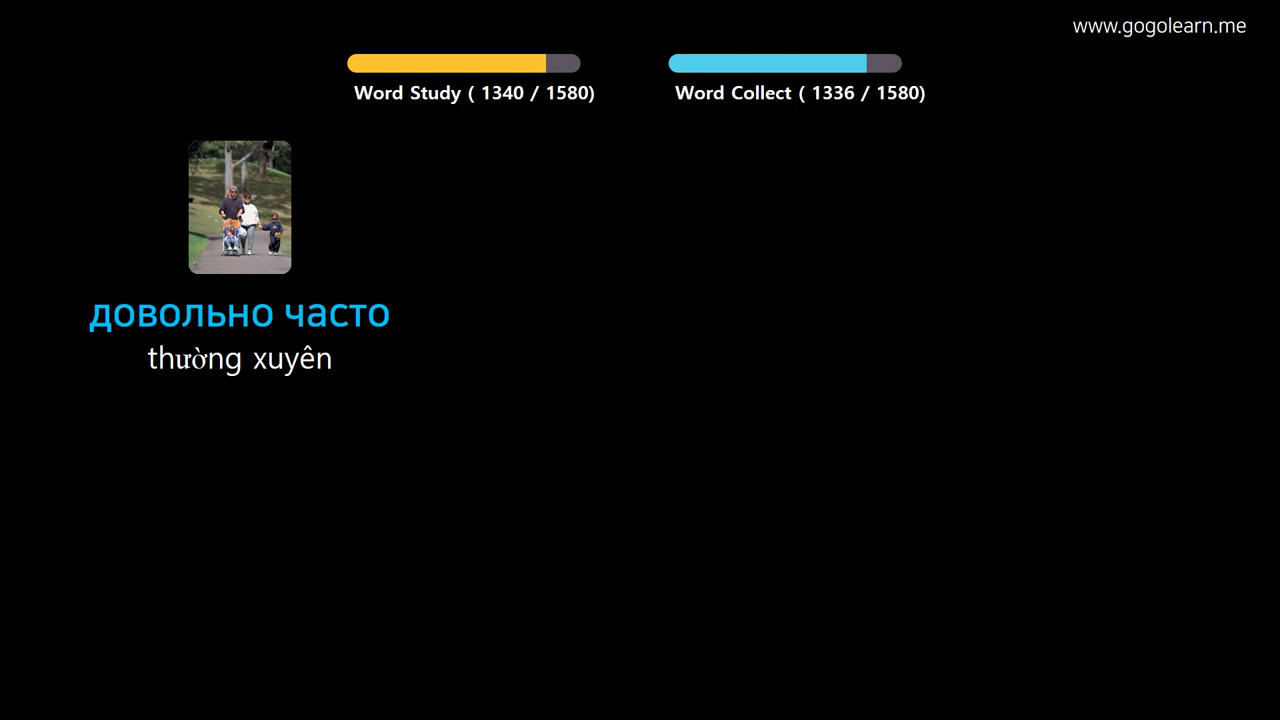 www.gogolearn.me
Word Study ( 1340 / 1580)
Word Collect ( 1336 / 1580)
довольно часто
thường xuyên